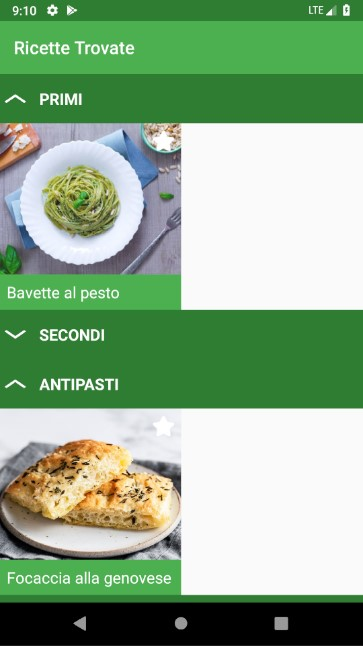 9:10 LTE
Ricette Trovate
PRIMI
Bavette al pesto
SECONDI
ANTIPASTI
Focaccia alla genovese